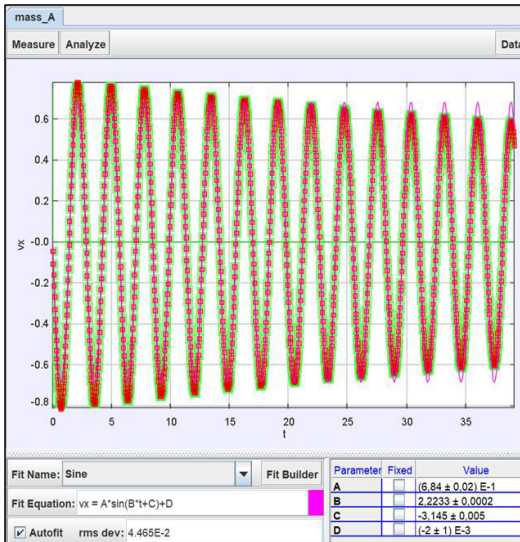 mass_A
Measure Analyze Data
0.6
0.4
0.2
-0.0
-0.2
-0.4
-0.6
-0.8
vx
0 5 10 15 20 25 30 35
t
Fit Name: Sine Fit Builder
Fit Equation: vx = A*sin(B*t+C)+D
Autofit rms dev: 4.465E-2
Parameter Fixed Value
A (6,84 ± 0,02) E-1
B 2,2233 ± 0,0002
C -3,145 ± 0,005
D (-2 ± 1) E-3